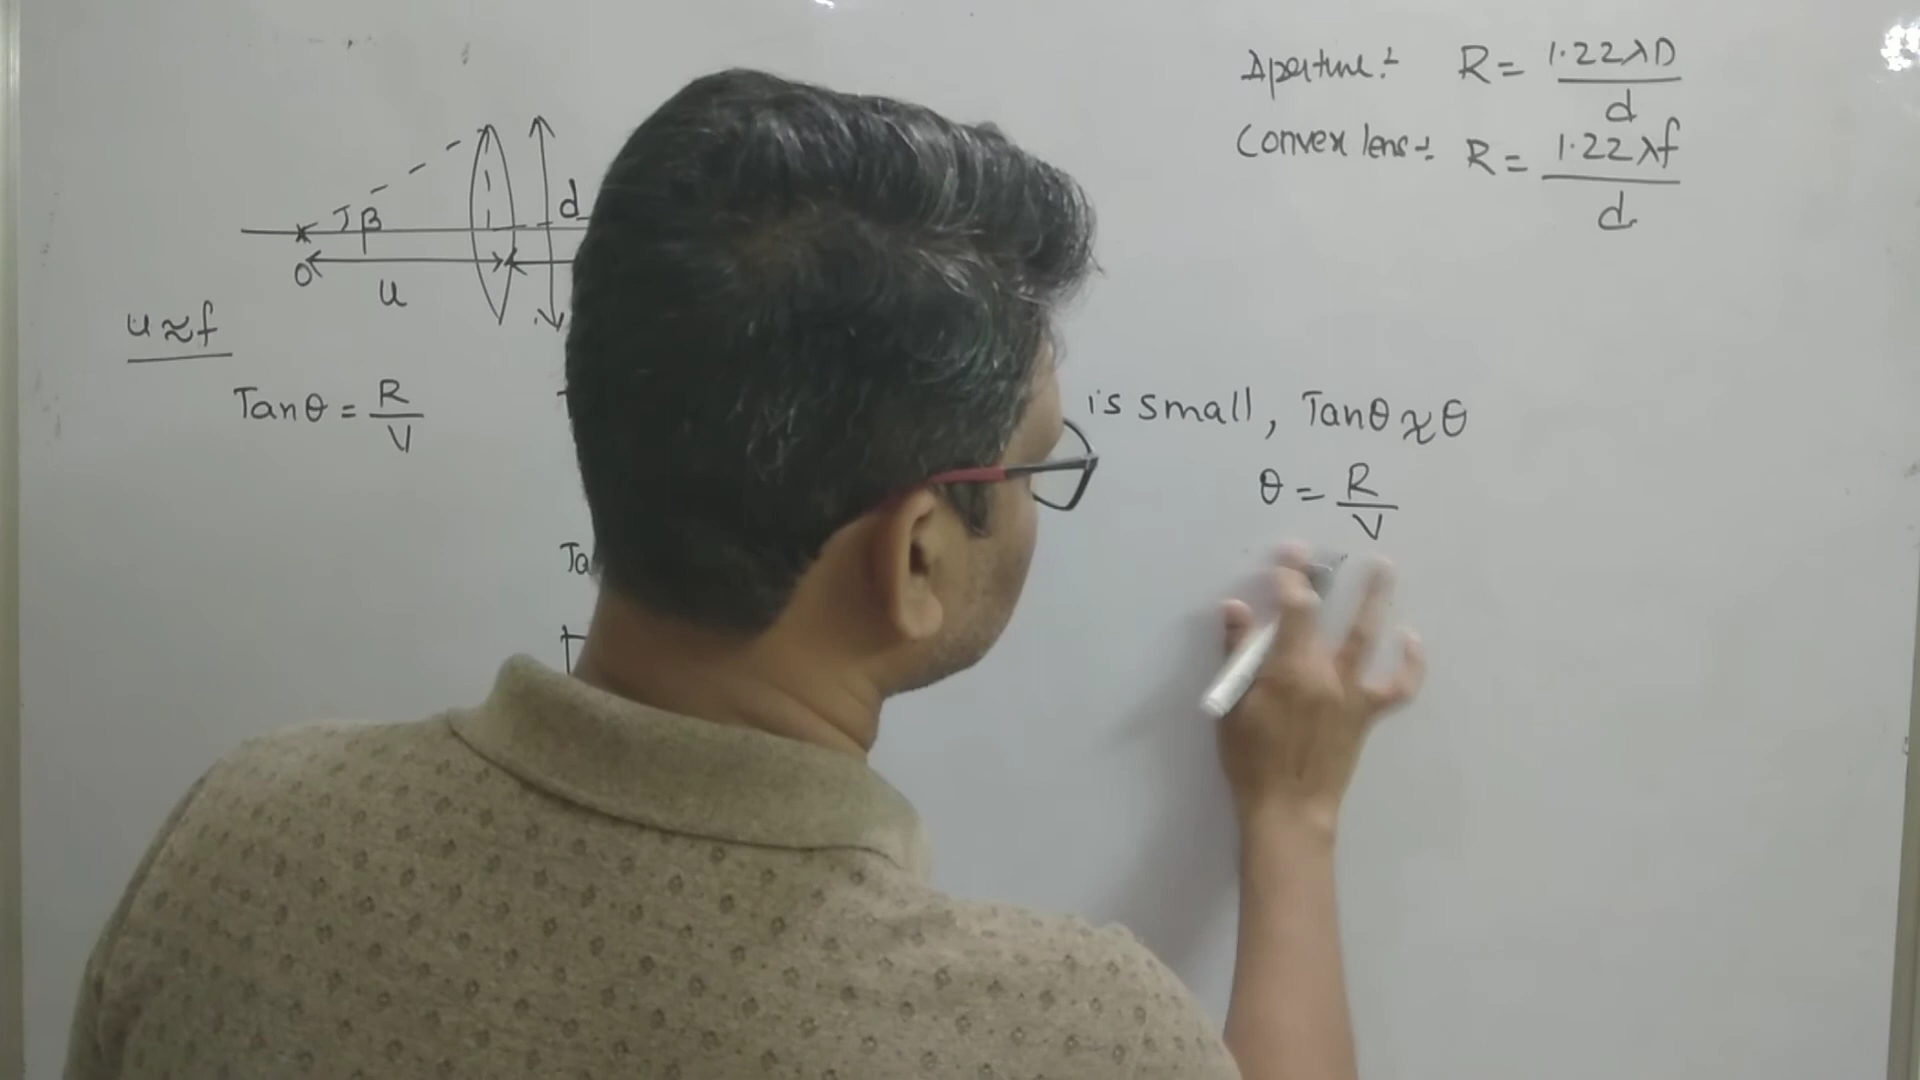 Aperture:- R = 1.22λD / d
Convex lens:- R = 1.22λf / d
β
d
O
u
u ≈ f
Tanθ = R / V
is small, Tanθ ≈ θ
θ = R / V
Ta